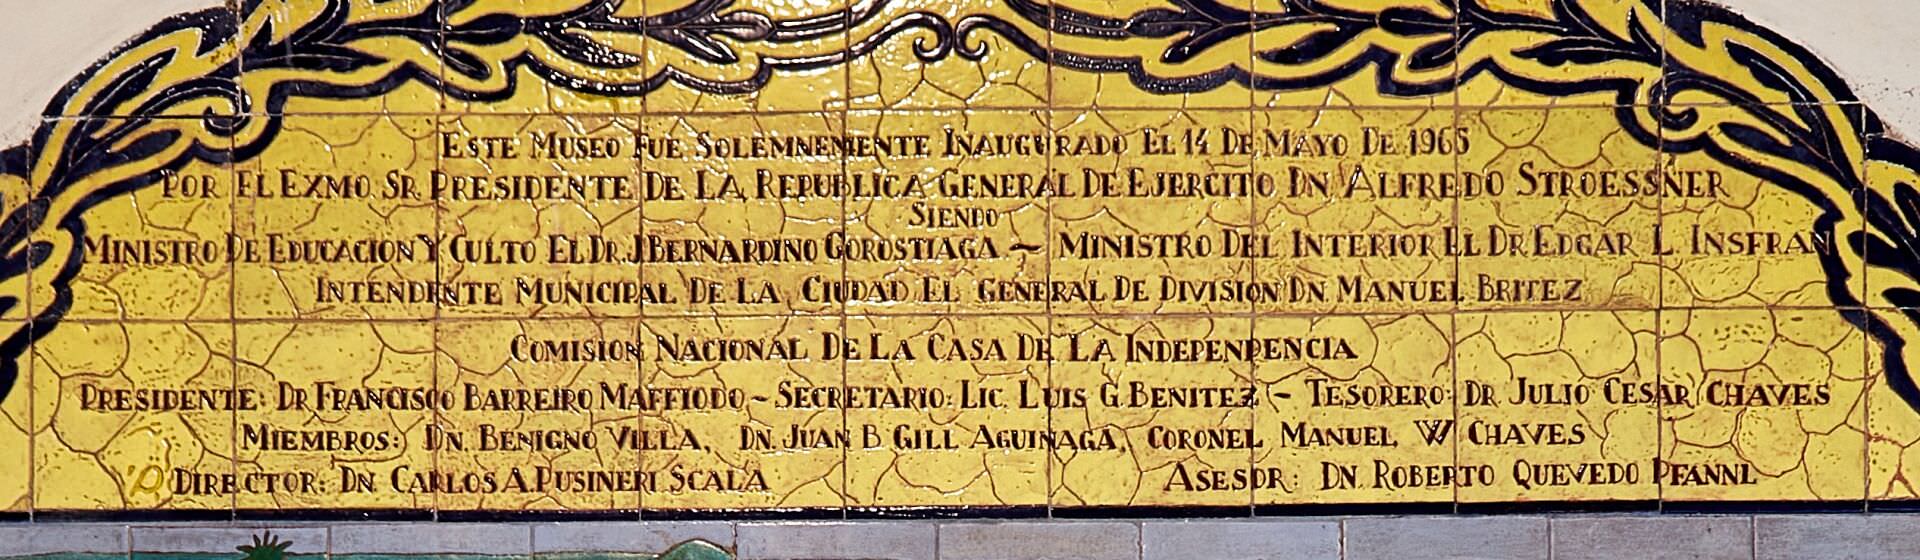 ESTE MUSEO FUE SOLEMNEMENTE INAUGURADO EL 14 DE MAYO DE 1965
POR EL EXMO. SR. PRESIDENTE DE LA REPUBLICA GENERAL DE EJERCITO DN ALFREDO STROESSNER
SIENDO
MINISTRO DE EDUCACION Y CULTO EL DR. J. BERNARDINO GOROSTIAGA. ~ MINISTRO DEL INTERIOR EL DR EDGAR L. INSFRAN
INTENDENTE MUNICIPAL DE LA CIUDAD EL GENERAL DE DIVISION DN MANUEL BRITEZ
COMISION NACIONAL DE LA CASA DE LA INDEPENDENCIA
PRESIDENTE: DR FRANCISCO BARREIRO MAFFIODO ~ SECRETARIO: LIC. LUIS G. BENITEZ ~ TESORERO: DR JULIO CESAR CHAVES
MIEMBROS: DN. BENIGNO VILLA, DN. JUAN B GILL AGUINAGA, CORONEL MANUEL W CHAVES
DIRECTOR: DN CARLOS A. PUSINERI SCALA ASESOR: DN. ROBERTO QUEVEDO PFANNL